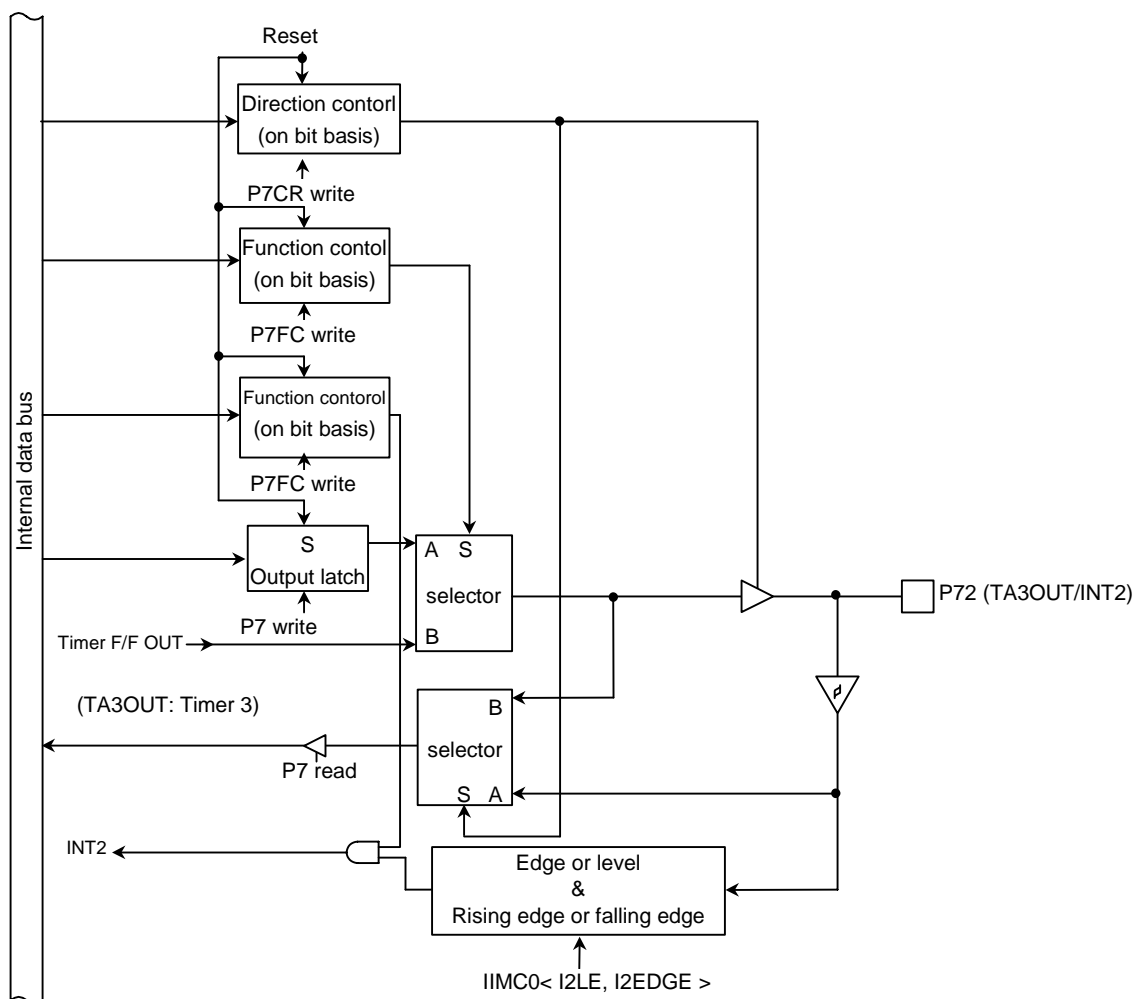 Reset
Direction contorl
(on bit basis)
P7CR write
Function contol
(on bit basis)
P7FC write
Function contorol
(on bit basis)
P7FC write
Internal data bus
S
Output latch
P7 write
A S
selector
B
Timer F/F OUT
P72 (TA3OUT/INT2)
(TA3OUT: Timer 3)
B
selector
S A
P7 read
INT2
Edge or level
&
Rising edge or falling edge
IIMC0< I2LE, I2EDGE >